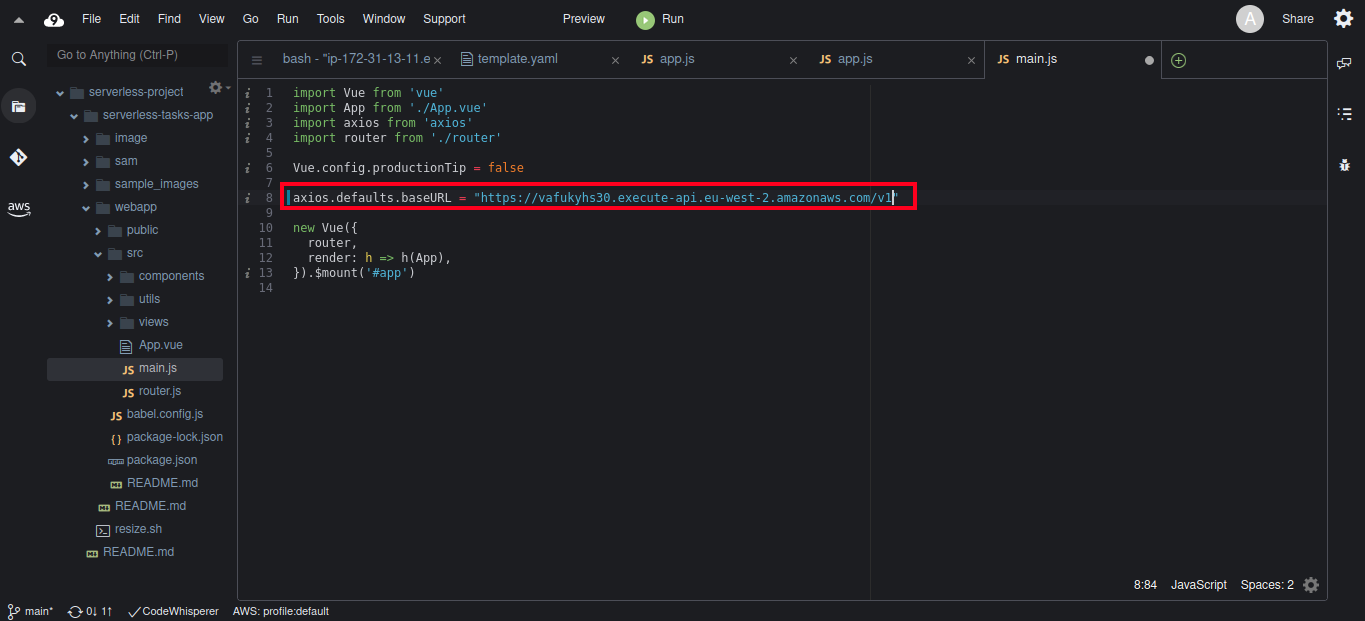 File Edit Find View Go Run Tools Window Support Preview Run A Share
Go to Anything (Ctrl-P)
bash - "ip-172-31-13-11.e × template.yaml × JS app.js × JS app.js × JS main.js
serverless-project
serverless-tasks-app
image
sam
sample_images
webapp
public
src
components
utils
views
App.vue
JS main.js
JS router.js
JS babel.config.js
{ } package-lock.json
package.json
README.md
README.md
resize.sh
README.md
aws
i 1 import Vue from 'vue'
i 2 import App from './App.vue'
i 3 import axios from 'axios'
i 4 import router from './router'
5
i 6 Vue.config.productionTip = false
7
i 8 axios.defaults.baseURL = "https://vafukyhs30.execute-api.eu-west-2.amazonaws.com/v1"
9
10 new Vue({
11 router,
12 render: h => h(App),
i 13 }).$mount('#app')
14
8:84 JavaScript Spaces: 2
main* 0↓ 1↑ CodeWhisperer AWS: profile:default